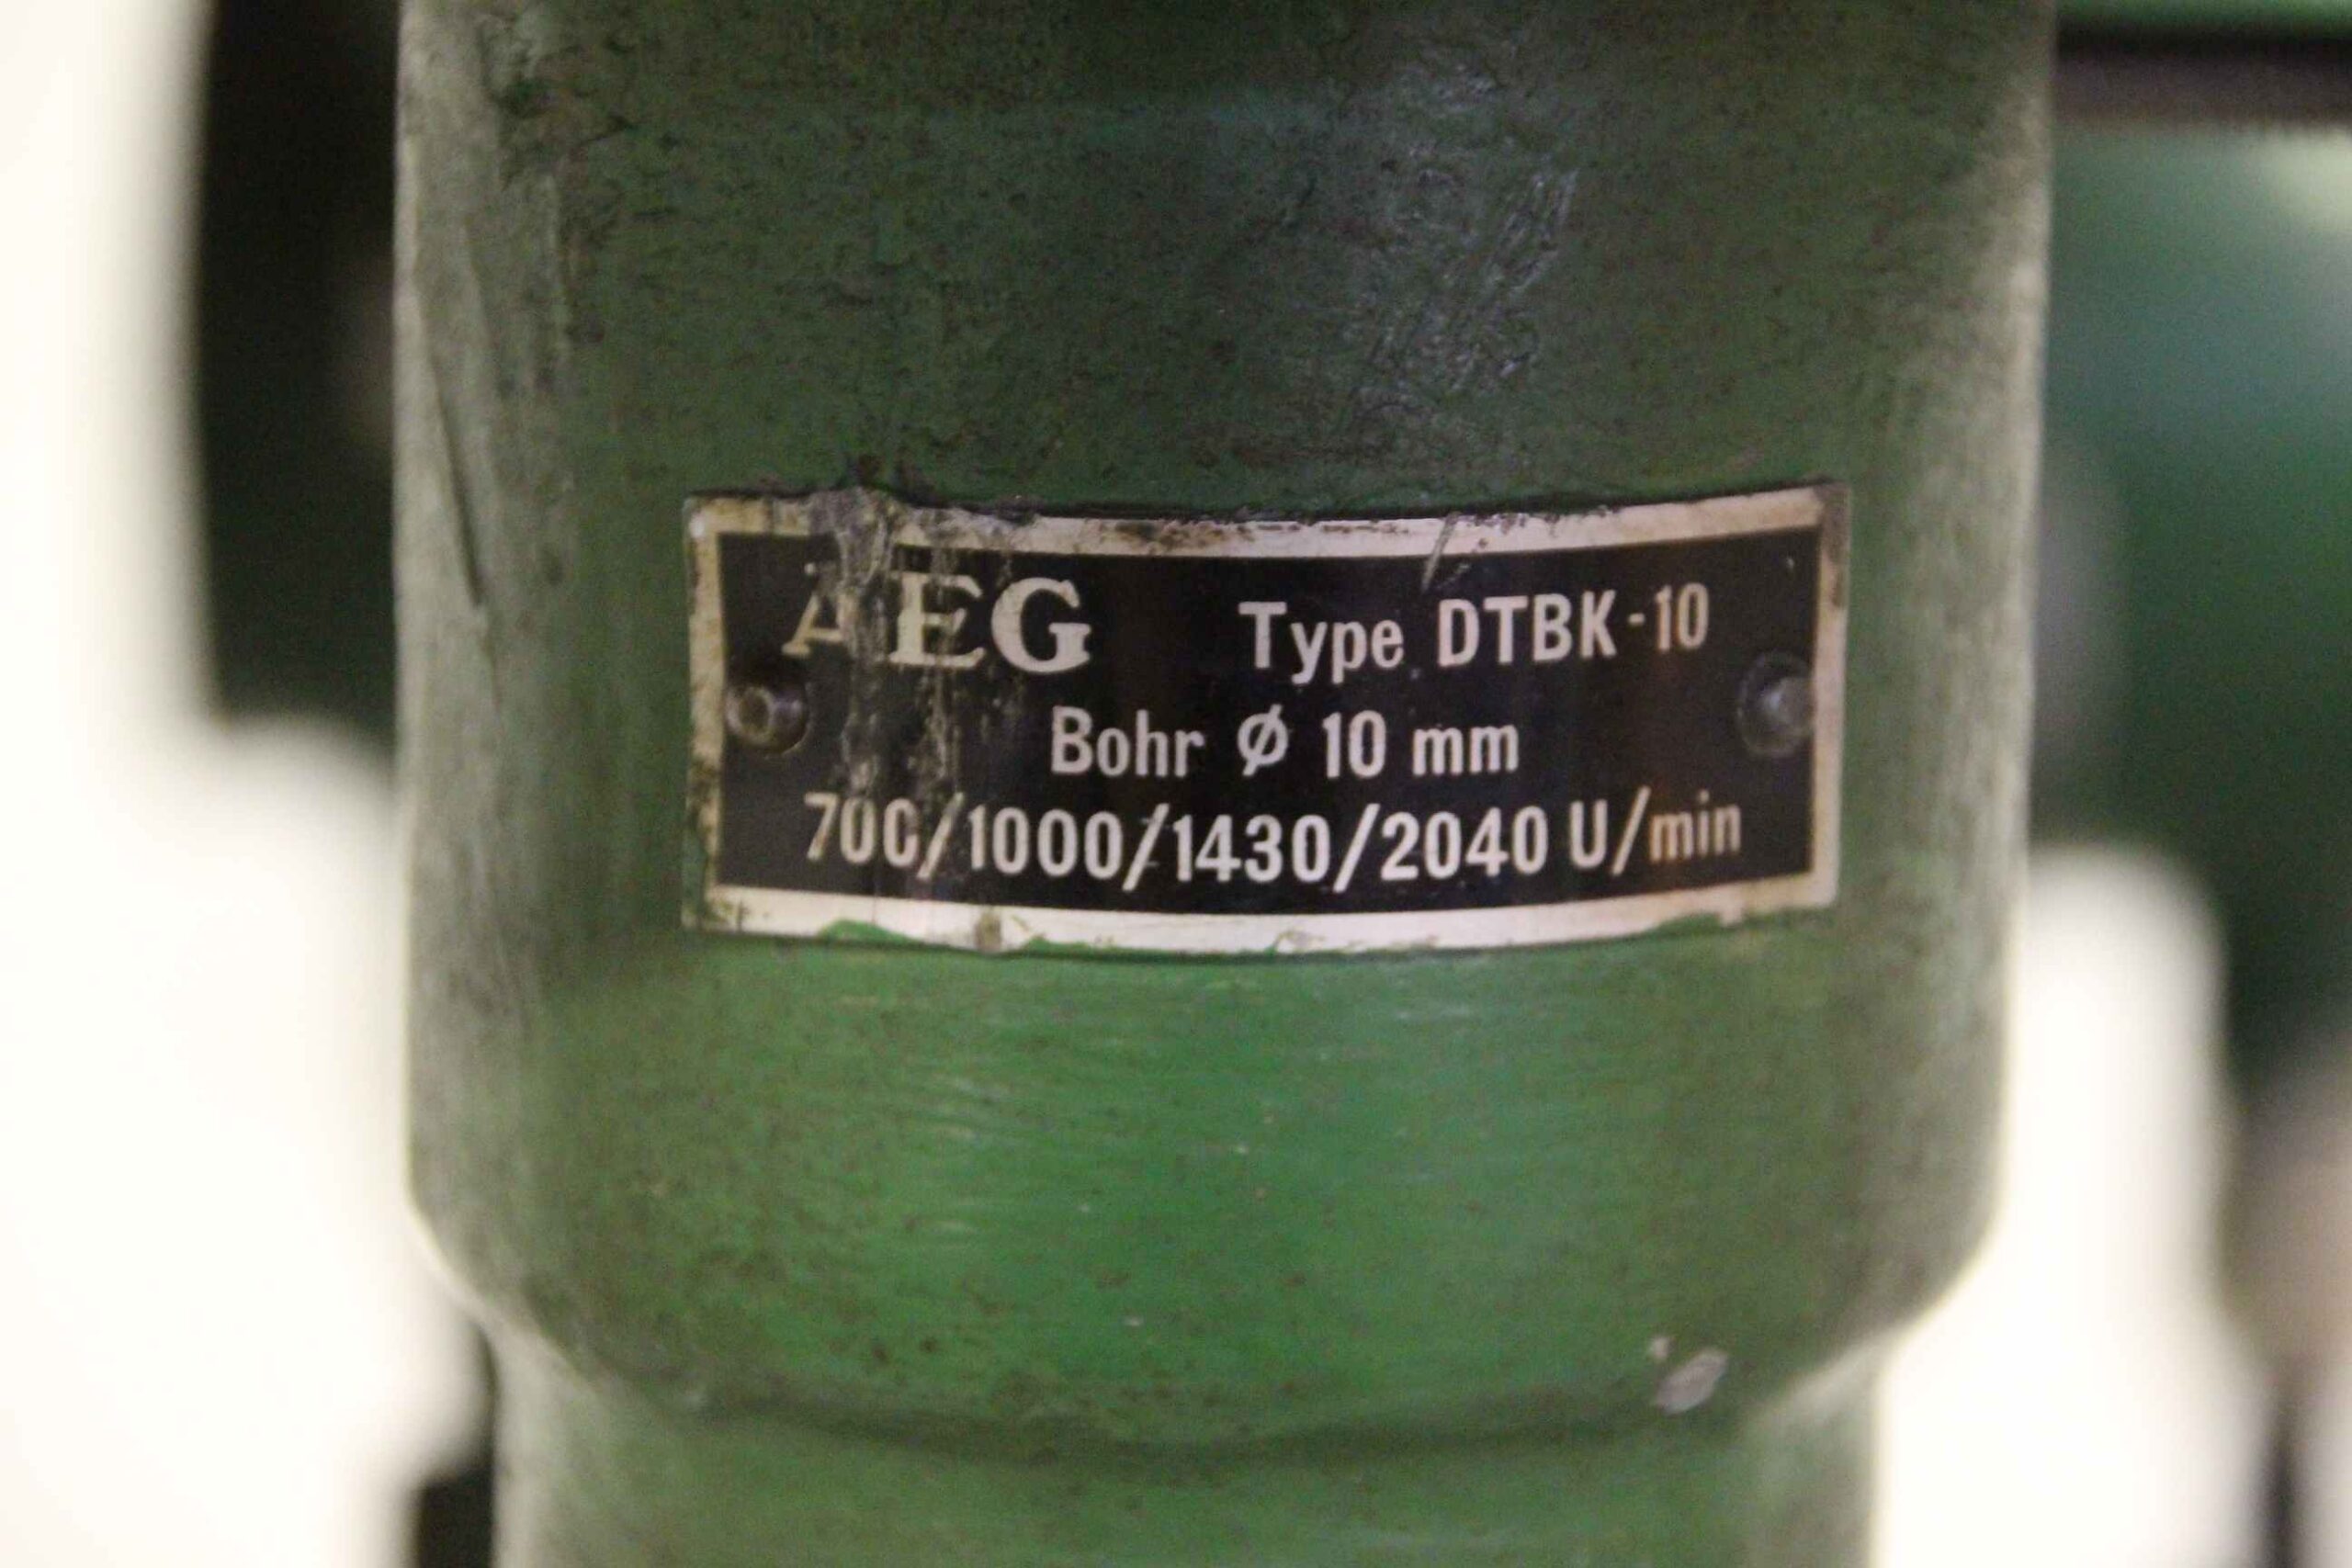 AEG Type DTBK-10
Bohr Ø 10 mm
700/1000/1430/2040 U/min